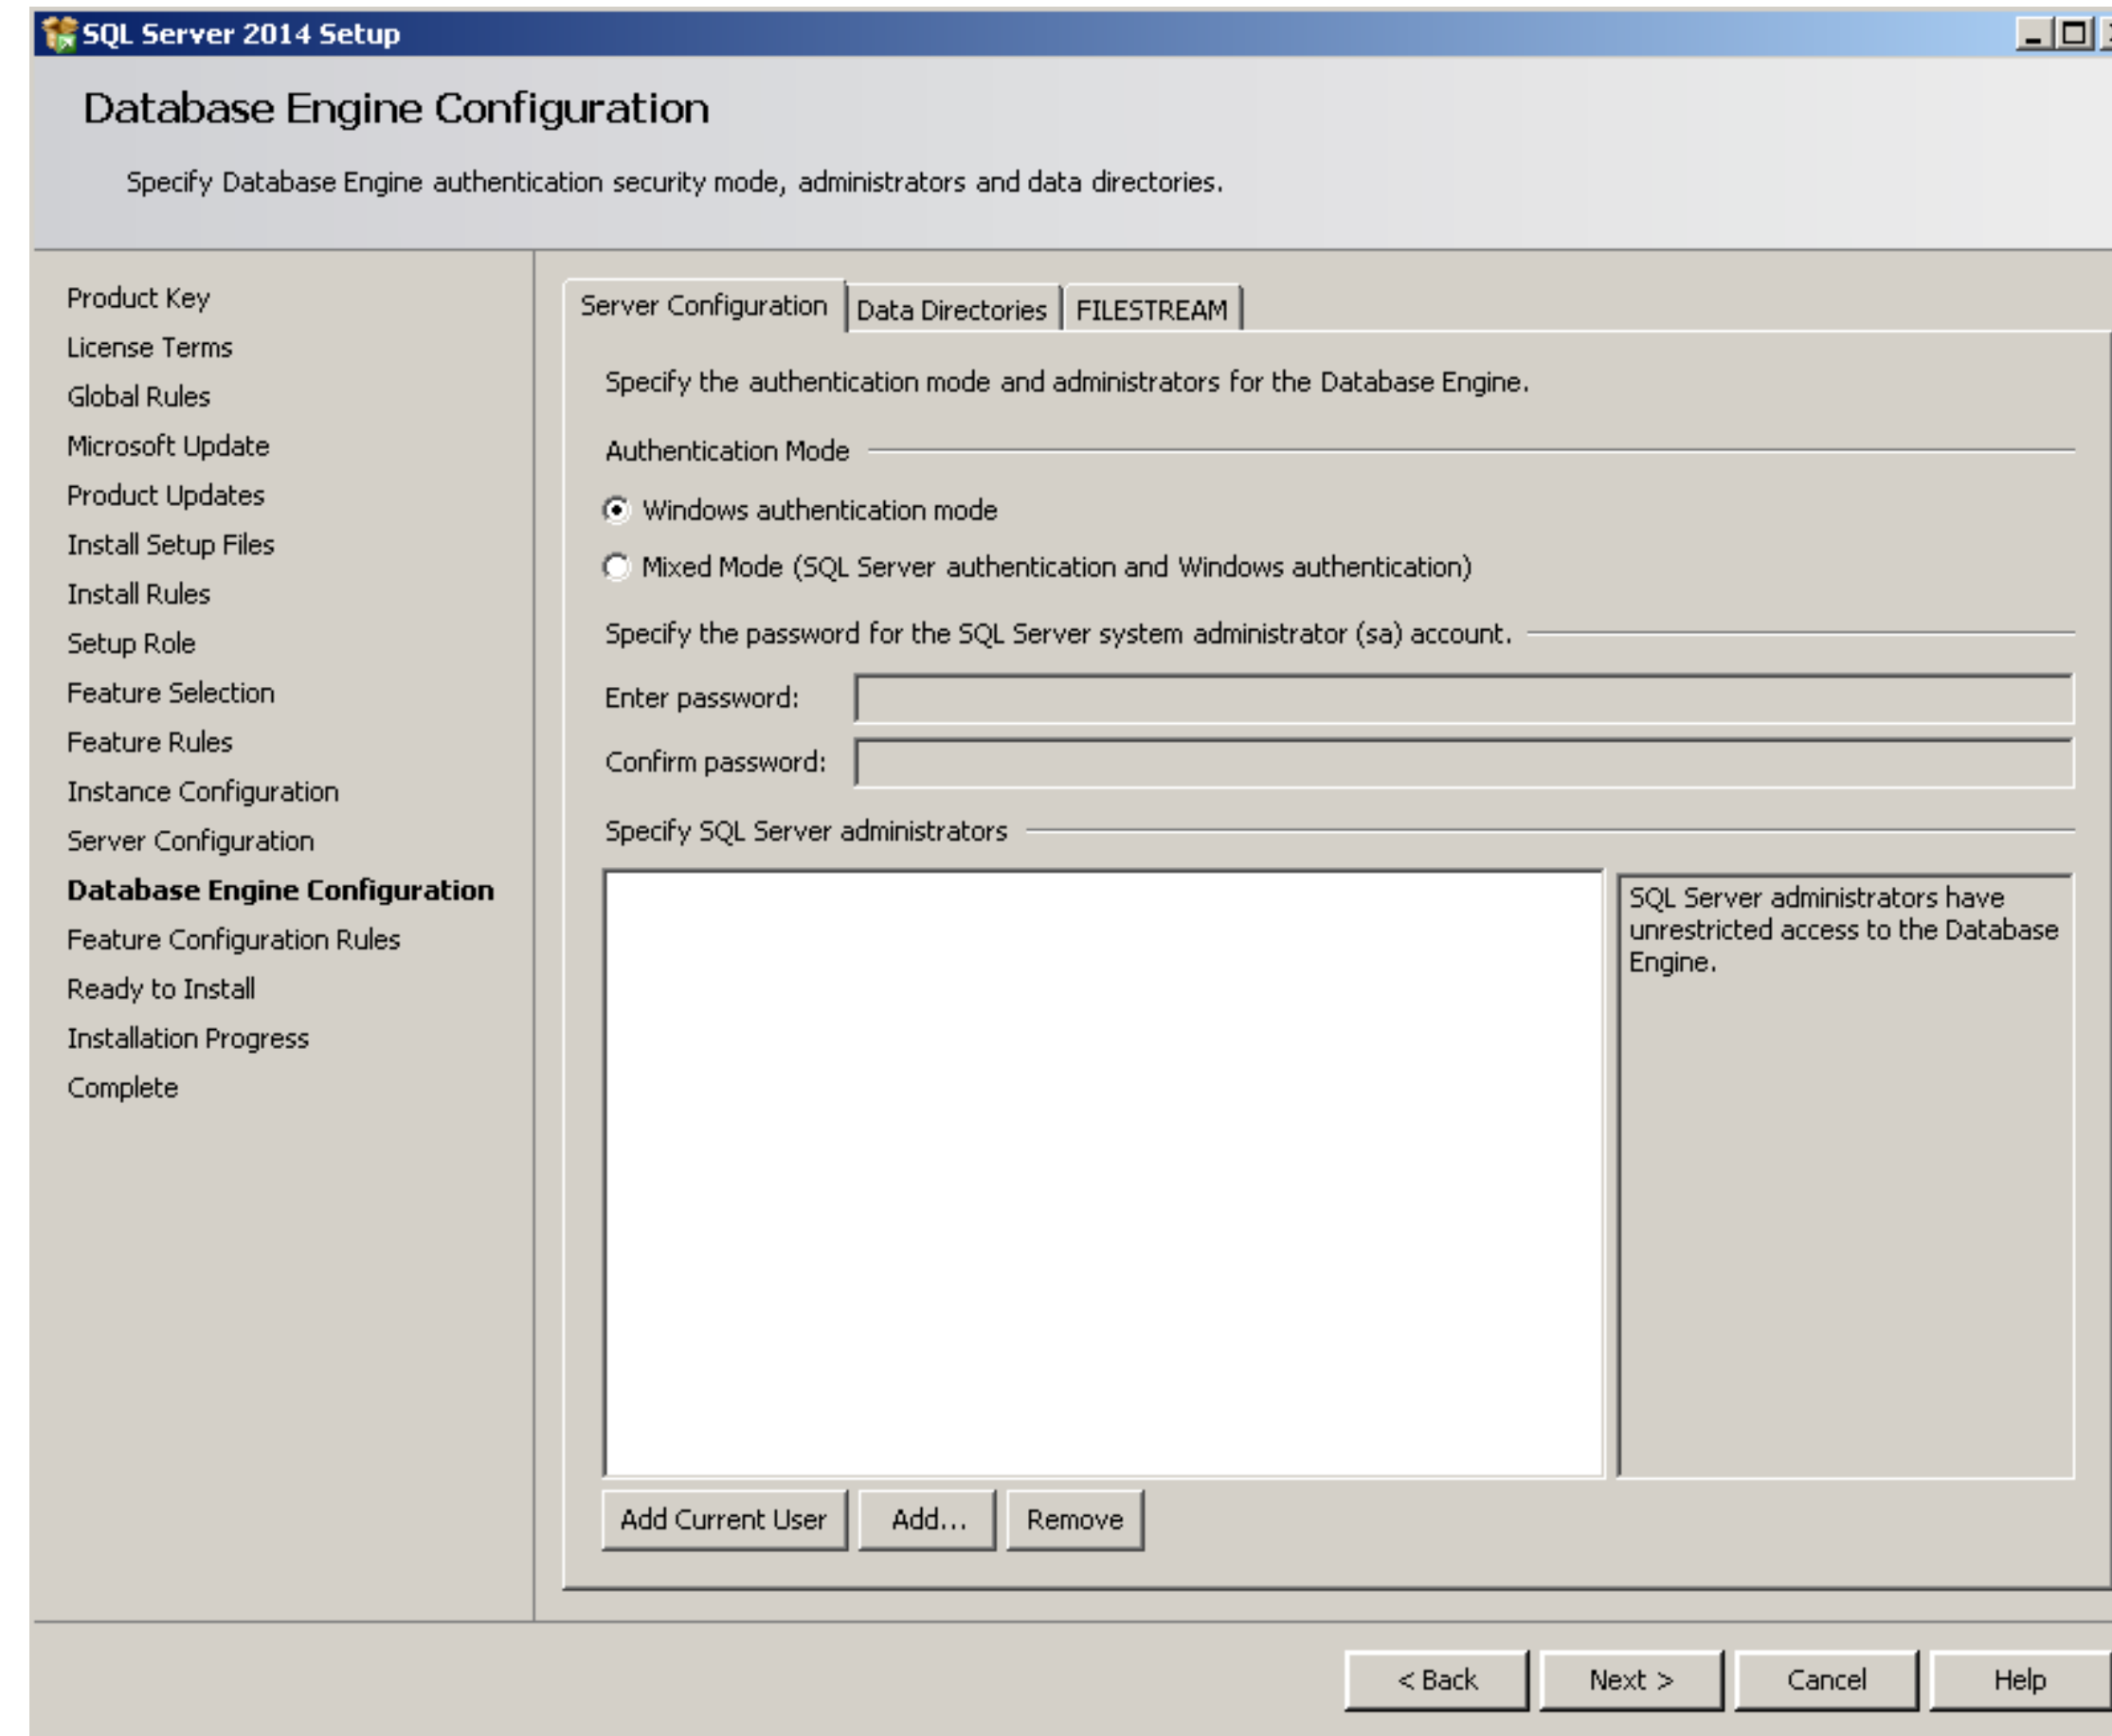 SQL Server 2014 Setup
Database Engine Configuration
Specify Database Engine authentication security mode, administrators and data directories.
Product Key
License Terms
Global Rules
Microsoft Update
Product Updates
Install Setup Files
Install Rules
Setup Role
Feature Selection
Feature Rules
Instance Configuration
Server Configuration
Database Engine Configuration
Feature Configuration Rules
Ready to Install
Installation Progress
Complete
Server Configuration
Data Directories
FILESTREAM
Specify the authentication mode and administrators for the Database Engine.
Authentication Mode
Windows authentication mode
Mixed Mode (SQL Server authentication and Windows authentication)
Specify the password for the SQL Server system administrator (sa) account.
Enter password:
Confirm password:
Specify SQL Server administrators
SQL Server administrators have
unrestricted access to the Database
Engine.
Add Current User
Add...
Remove
< Back
Next >
Cancel
Help